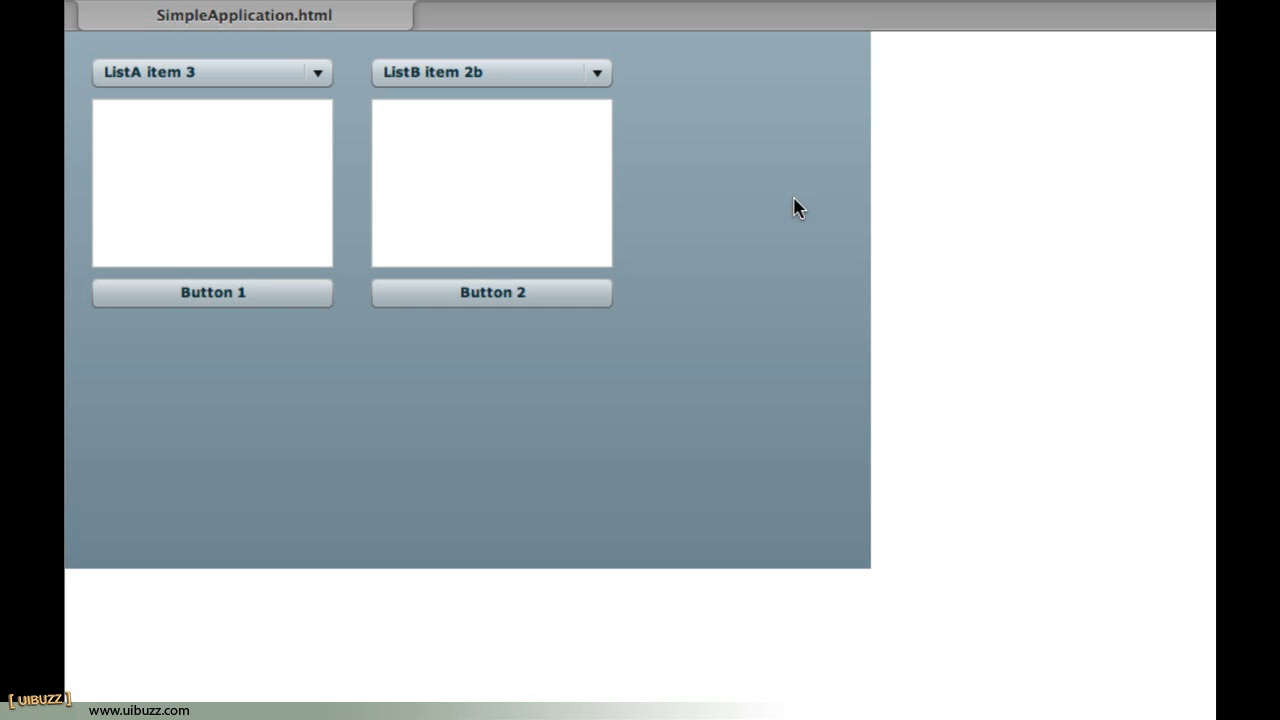 SimpleApplication.html
ListA item 3
ListB item 2b
Button 1
Button 2
[ UIBUZZ ]
www.uibuzz.com